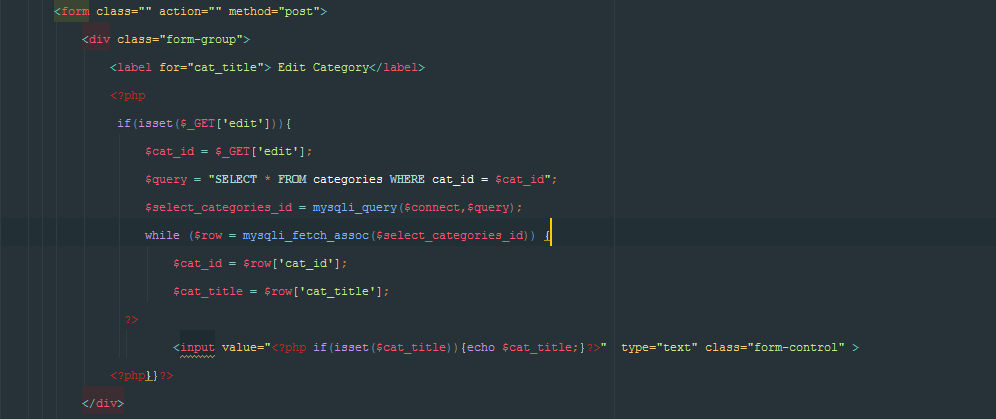 <form class="" action="" method="post">
<div class="form-group">
<label for="cat_title"> Edit Category</label>
<?php
if(isset($_GET['edit'])){
$cat_id = $_GET['edit'];
$query = "SELECT * FROM categories WHERE cat_id = $cat_id";
$select_categories_id = mysqli_query($connect,$query);
while ($row = mysqli_fetch_assoc($select_categories_id)) {
$cat_id = $row['cat_id'];
$cat_title = $row['cat_title'];
?>
<input value="<?php if(isset($cat_title)){echo $cat_title;}?>"  type="text" class="form-control" >
<?php}}?>
</div>